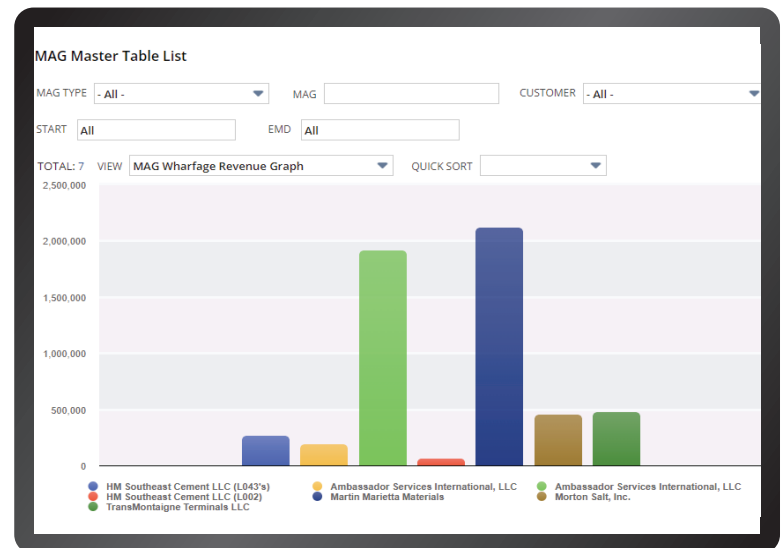 MAG Master Table List
MAG TYPE - All - MAG CUSTOMER - All -
START All EMD All
TOTAL: 7 VIEW MAG Wharfage Revenue Graph QUICK SORT
2,500,000
2,000,000
1,500,000
1,000,000
500,000
0
HM Southeast Cement LLC (L043's) Ambassador Services International, LLC Ambassador Services International, LLC
HM Southeast Cement LLC (L002) Martin Marietta Materials Morton Salt, Inc.
TransMontaigne Terminals LLC